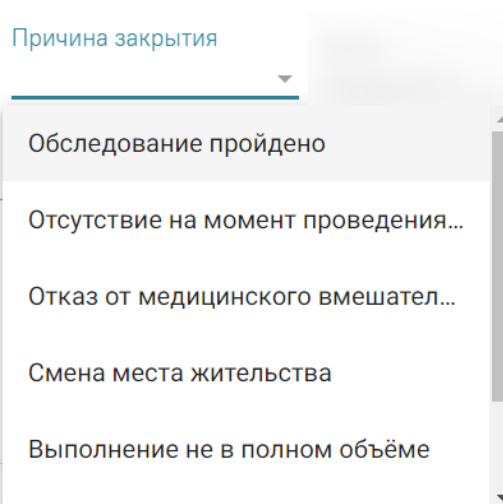 Причина закрытия
Обследование пройдено
Отсутствие на момент проведения...
Отказ от медицинского вмешател...
Смена места жительства
Выполнение не в полном объёме